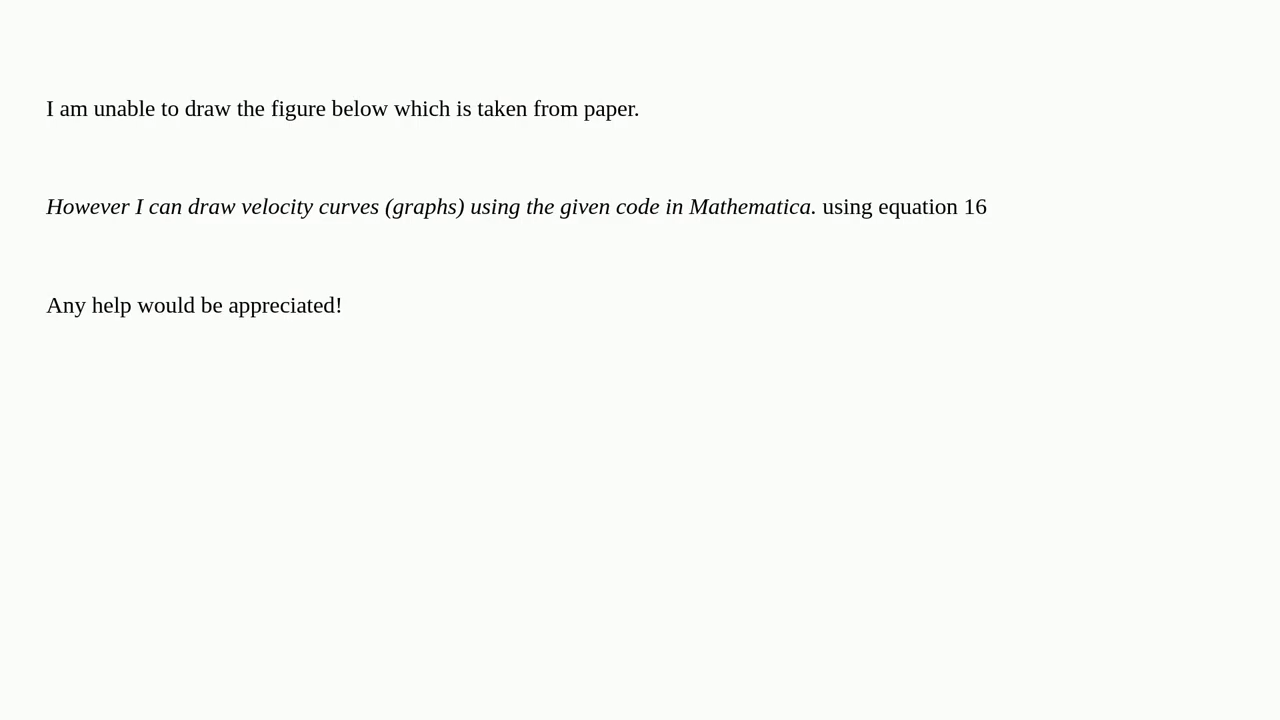 I am unable to draw the figure below which is taken from paper.
However I can draw velocity curves (graphs) using the given code in Mathematica. using equation 16
Any help would be appreciated!